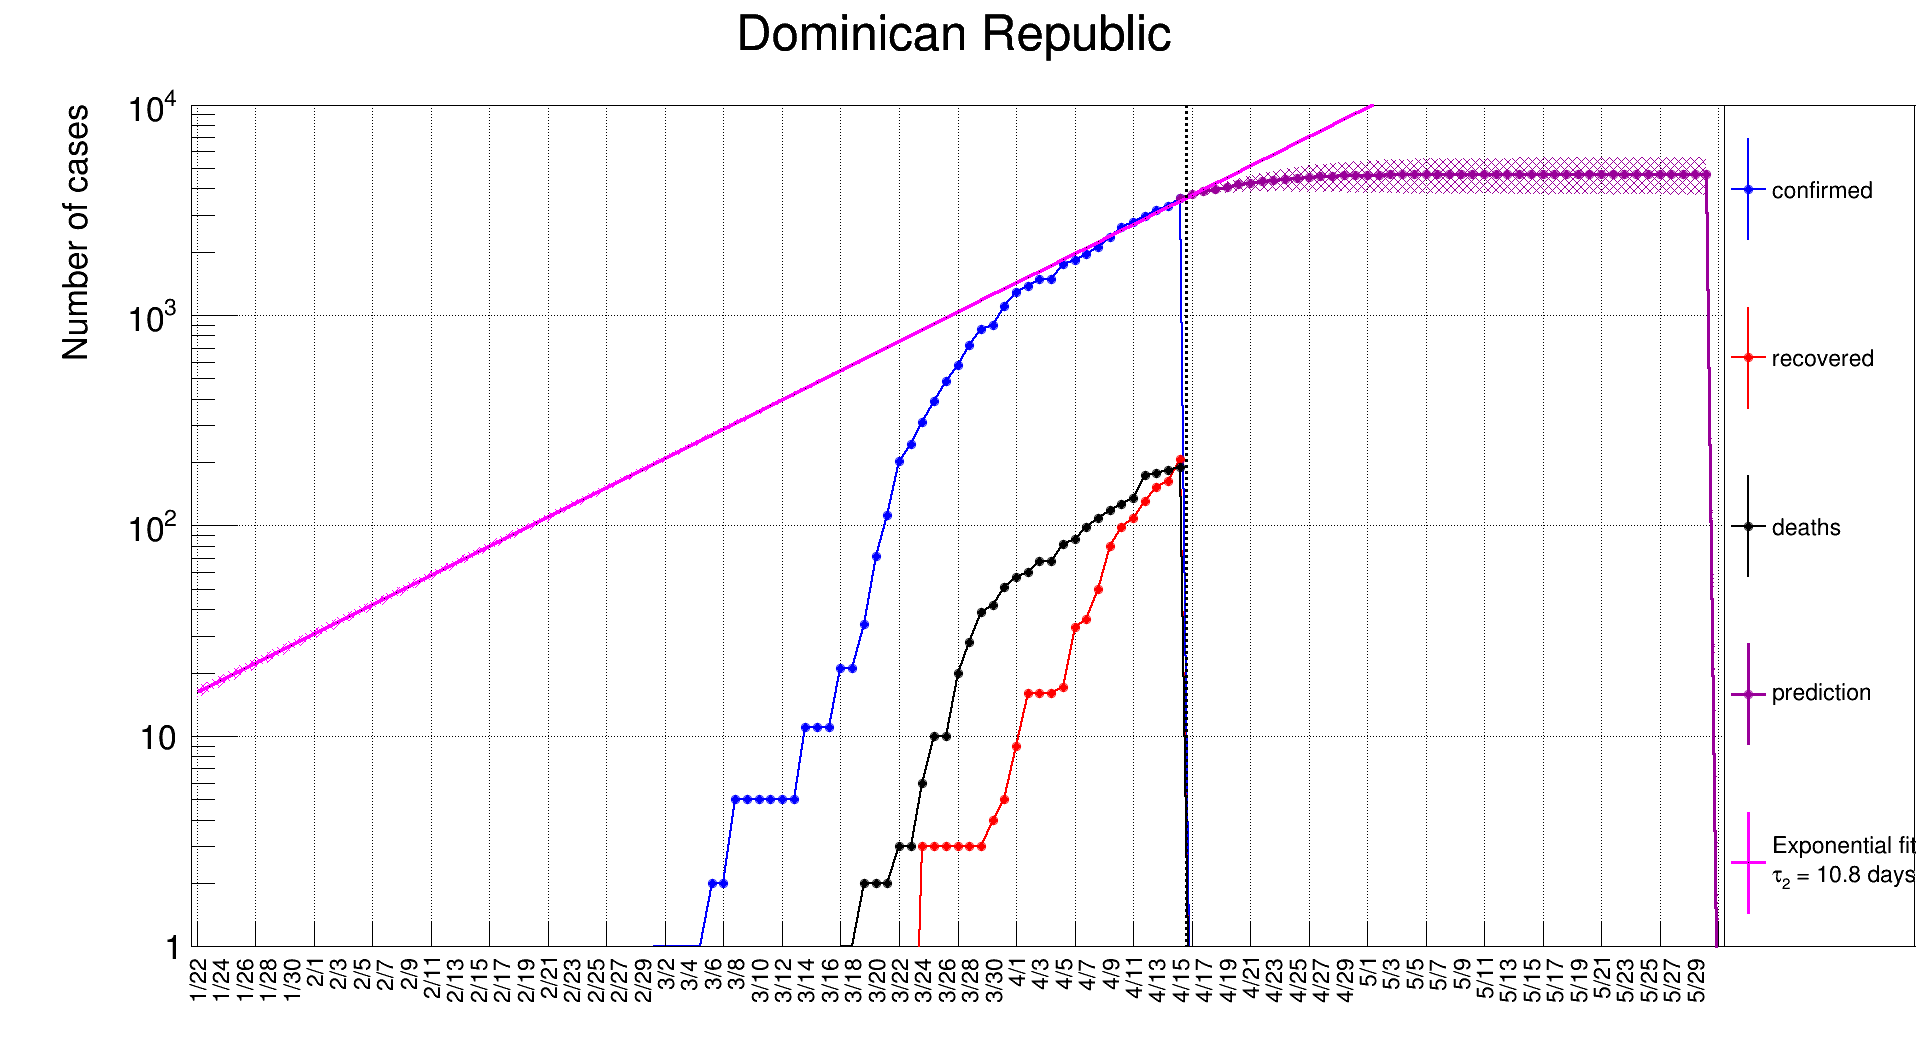 Dominican Republic
Number of cases
10^4
10^3
10^2
10
1
1/22 1/24 1/26 1/28 1/30 2/1 2/3 2/5 2/7 2/9 2/11 2/13 2/15 2/17 2/19 2/21 2/23 2/25 2/27 2/29 3/2 3/4 3/6 3/8 3/10 3/12 3/14 3/16 3/18 3/20 3/22 3/24 3/26 3/28 3/30 4/1 4/3 4/5 4/7 4/9 4/11 4/13 4/15 4/17 4/19 4/21 4/23 4/25 4/27 4/29 5/1 5/3 5/5 5/7 5/9 5/11 5/13 5/15 5/17 5/19 5/21 5/23 5/25 5/27 5/29
confirmed
recovered
deaths
prediction
Exponential fit
τ₂ = 10.8 days